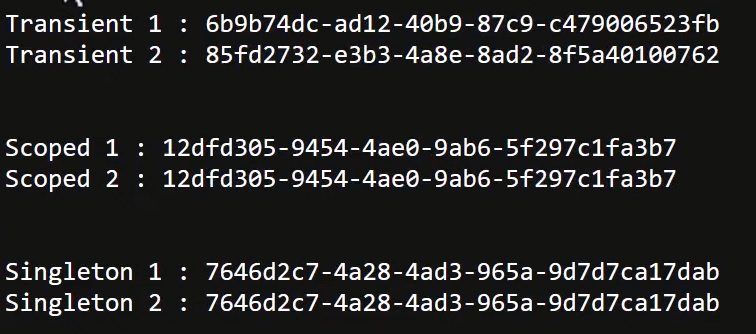 Transient 1 : 6b9b74dc-ad12-40b9-87c9-c479006523fb
Transient 2 : 85fd2732-e3b3-4a8e-8ad2-8f5a40100762
Scoped 1 : 12dfd305-9454-4ae0-9ab6-5f297c1fa3b7
Scoped 2 : 12dfd305-9454-4ae0-9ab6-5f297c1fa3b7
Singleton 1 : 7646d2c7-4a28-4ad3-965a-9d7d7ca17dab
Singleton 2 : 7646d2c7-4a28-4ad3-965a-9d7d7ca17dab